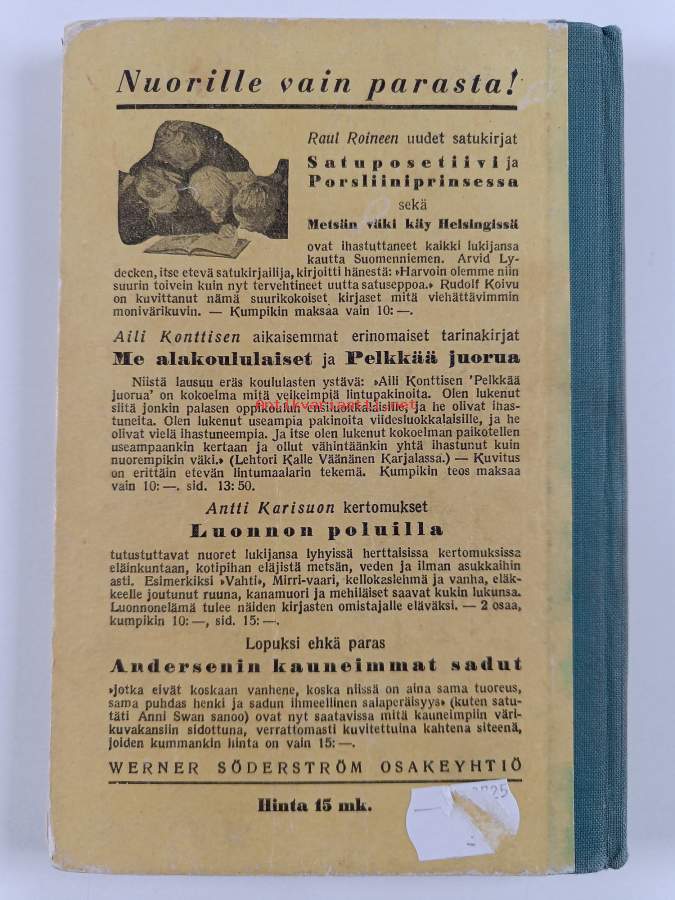 Nuorille vain parasta!
Raul Roineen uudet satukirjat
Satuposetiivi ja
Porsliiniprinsessa
sekä
Metsän väki käy Helsingissä
ovat ihastuttaneet kaikki lukijansa
kautta Suomenniemen. Arvid Ly-
decken, itse etevä satukirjailija, kirjoitti hänestä: »Harvoin olemme niin
suurin toivein kuin nyt tervehtineet uutta satuseppoa.» Rudolf Koivu
on kuvittanut nämä suurikokoiset kirjaset mitä viehättävimmin
monivärikuvin. — Kumpikin maksaa vain 10: —.
Aili Konttisen aikaisemmat erinomaiset tarinakirjat
Me alakoululaiset ja Pelkkää juorua
Niistä lausuu eräs koululasten ystävä: »Aili Konttisen 'Pelkkää
juorua' on kokoelma mitä veikeimpiä lintupakinoita. Olen lukenut
siitä jonkin palasen oppikoulun ensiluokkalaisille, ja he olivat ihas-
tuneita. Olen lukenut useampia pakinoita viidesluokkalaisille, ja he
olivat vielä ihastuneempia. Ja itse olen lukenut kokoelman paikotellen
useampaankin kertaan ja ollut vähintäänkin yhtä ihastunut kuin
nuorempikin väki.» (Lehtori Kalle Väänänen Karjalassa.) — Kuvitus
on erittäin etevän lintumaalarin tekemä. Kumpikin teos maksaa
vain 10: —, sid. 13: 50.
Antti Karisuon kertomukset
Luonnon poluilla
tutustuttavat nuoret lukijansa lyhyissä herttaisissa kertomuksissa
eläinkuntaan, kotipihan eläjistä metsän, veden ja ilman asukkaihin
asti. Esimerkiksi »Vahti», Mirri-vaari, kellokaslehmä ja vanha, eläk-
keelle joutunut ruuna, kanamuori ja mehiläiset saavat kukin lukunsa.
Luonnonelämä tulee näiden kirjasten omistajalle eläväksi. — 2 osaa,
kumpikin 10: —, sid. 15: —.
Lopuksi ehkä paras
Andersenin kauneimmat sadut
»jotka eivät koskaan vanhene, koska niissä on aina sama tuoreus,
sama puhdas henki ja sadun ihmeellinen salaperäisyys» (kuten satu-
täti Anni Swan sanoo) ovat nyt saatavissa mitä kauneimpiin väri-
kuvakansiin sidottuna, verrattomasti kuvitettuina kahtena siteenä,
joiden kummankin hinta on vain 15: —.
WERNER SÖDERSTRÖM OSAKEYHTIÖ
Hinta 15 mk.
antikvariaatti.net